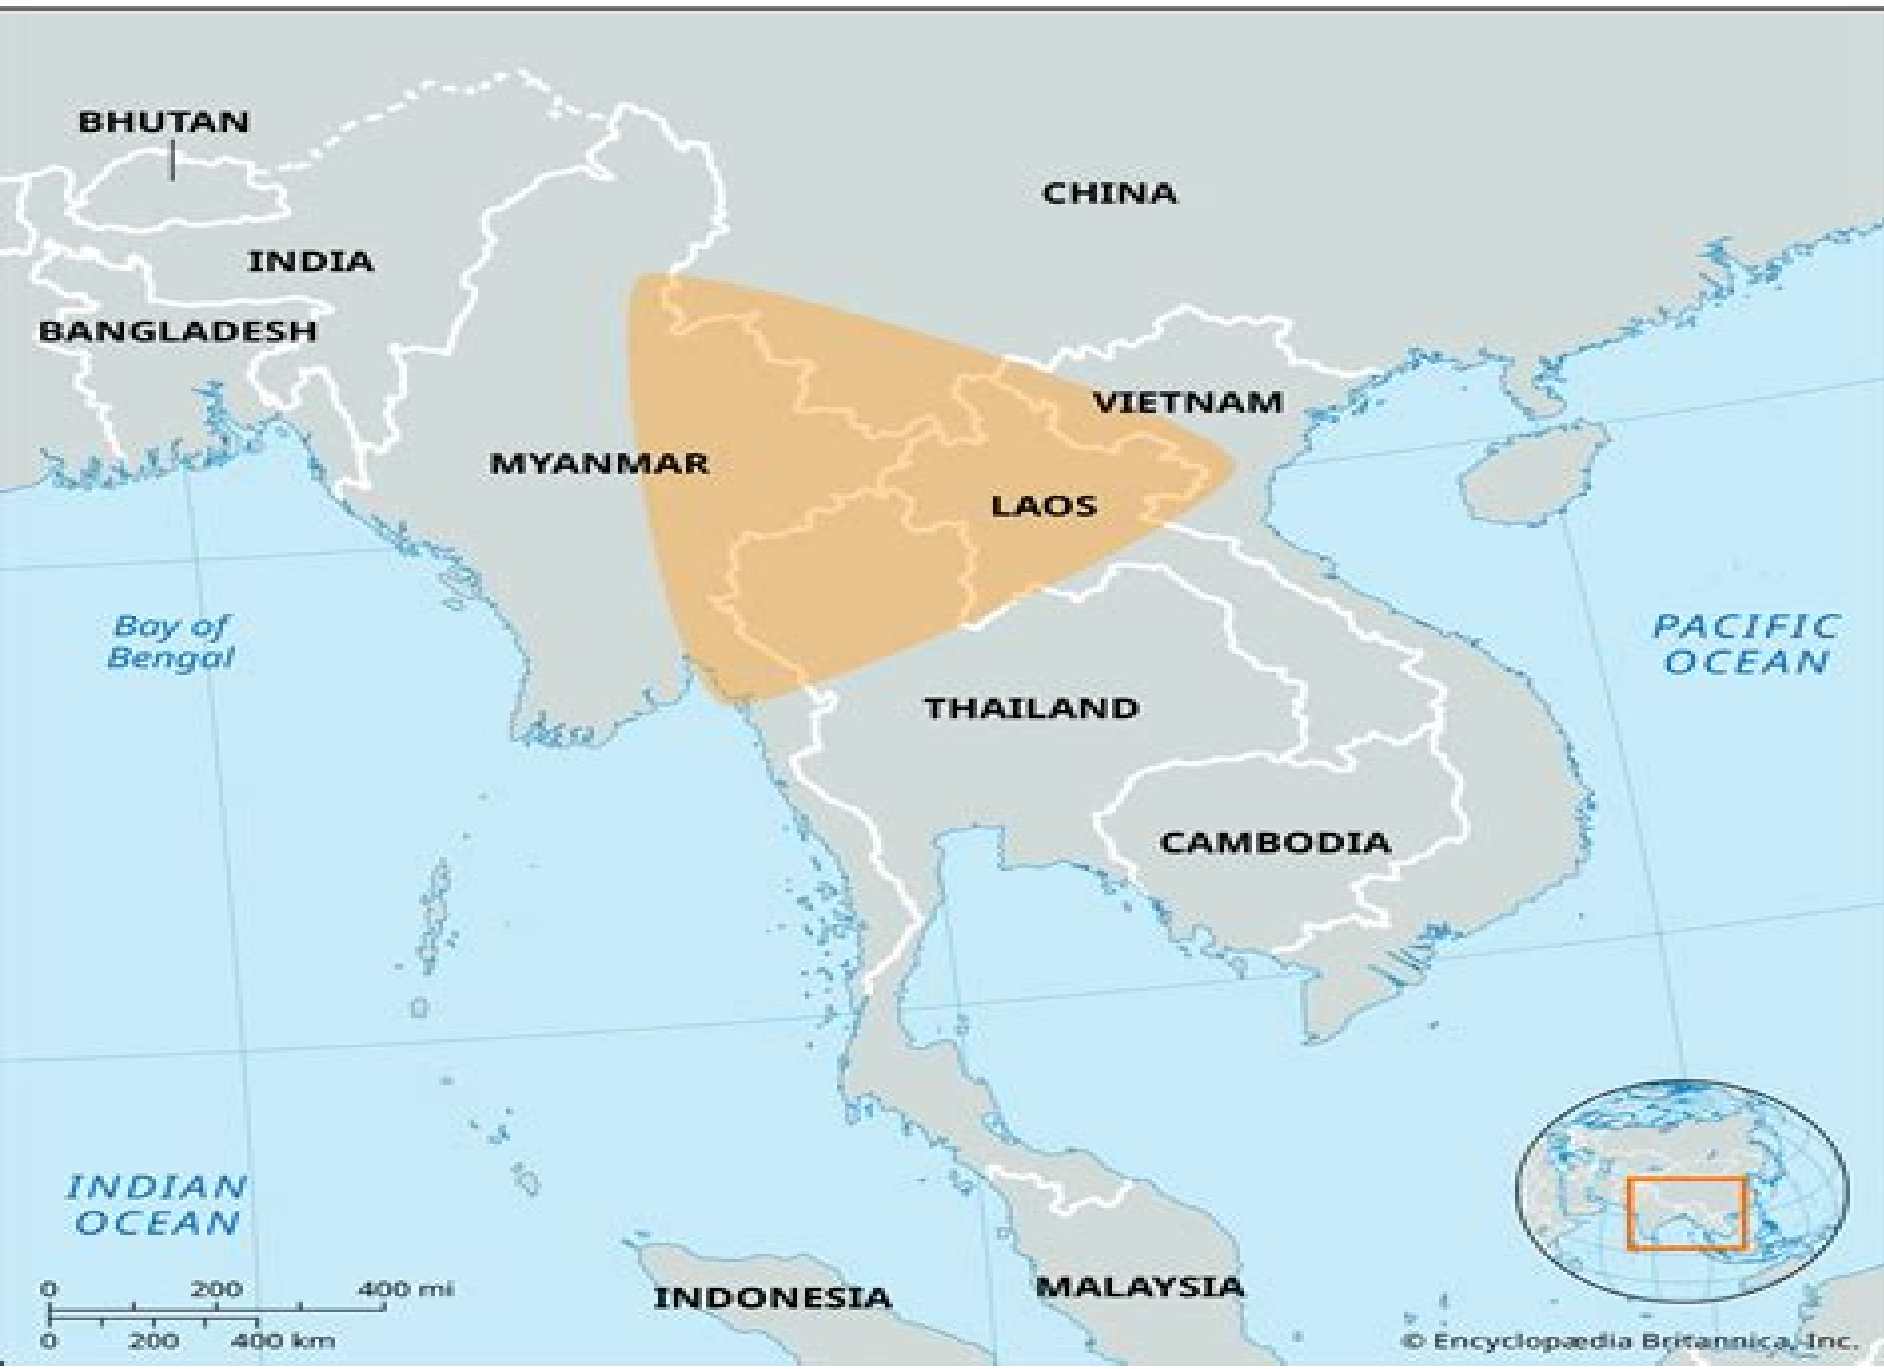 BHUTAN
CHINA
INDIA
BANGLADESH
VIETNAM
MYANMAR
LAOS
Bay of
Bengal
PACIFIC
OCEAN
THAILAND
CAMBODIA
INDIAN
OCEAN
0 200 400 mi
0 200 400 km
INDONESIA
MALAYSIA
© Encyclopædia Britannica, Inc.